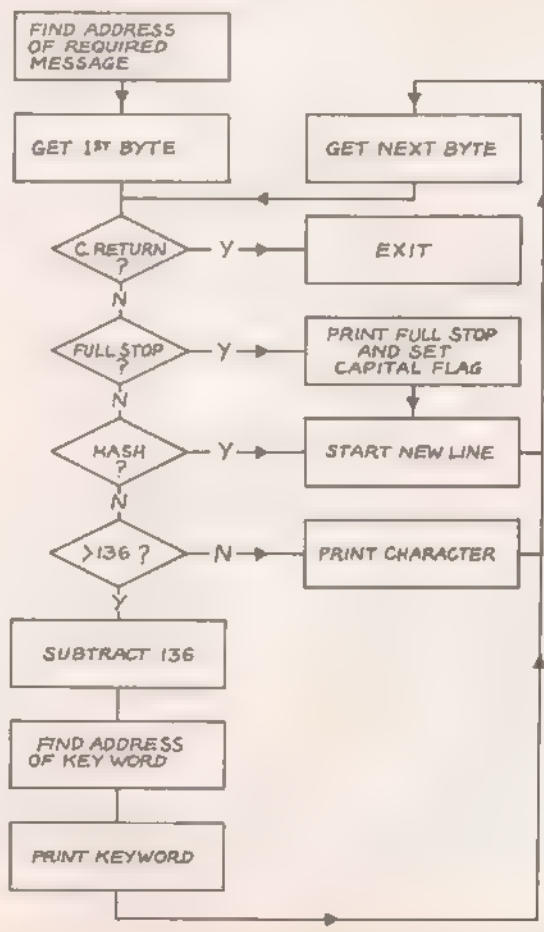 FIND ADDRESS
OF REQUIRED
MESSAGE
GET 1ST BYTE
GET NEXT BYTE
C. RETURN
?
Y
EXIT
N
FULL STOP
?
Y
PRINT FULL STOP
AND SET
CAPITAL FLAG
N
HASH
?
Y
START NEW LINE
N
>136 ?
N
PRINT CHARACTER
Y
SUBTRACT 136
FIND ADDRESS
OF KEY WORD
PRINT KEYWORD